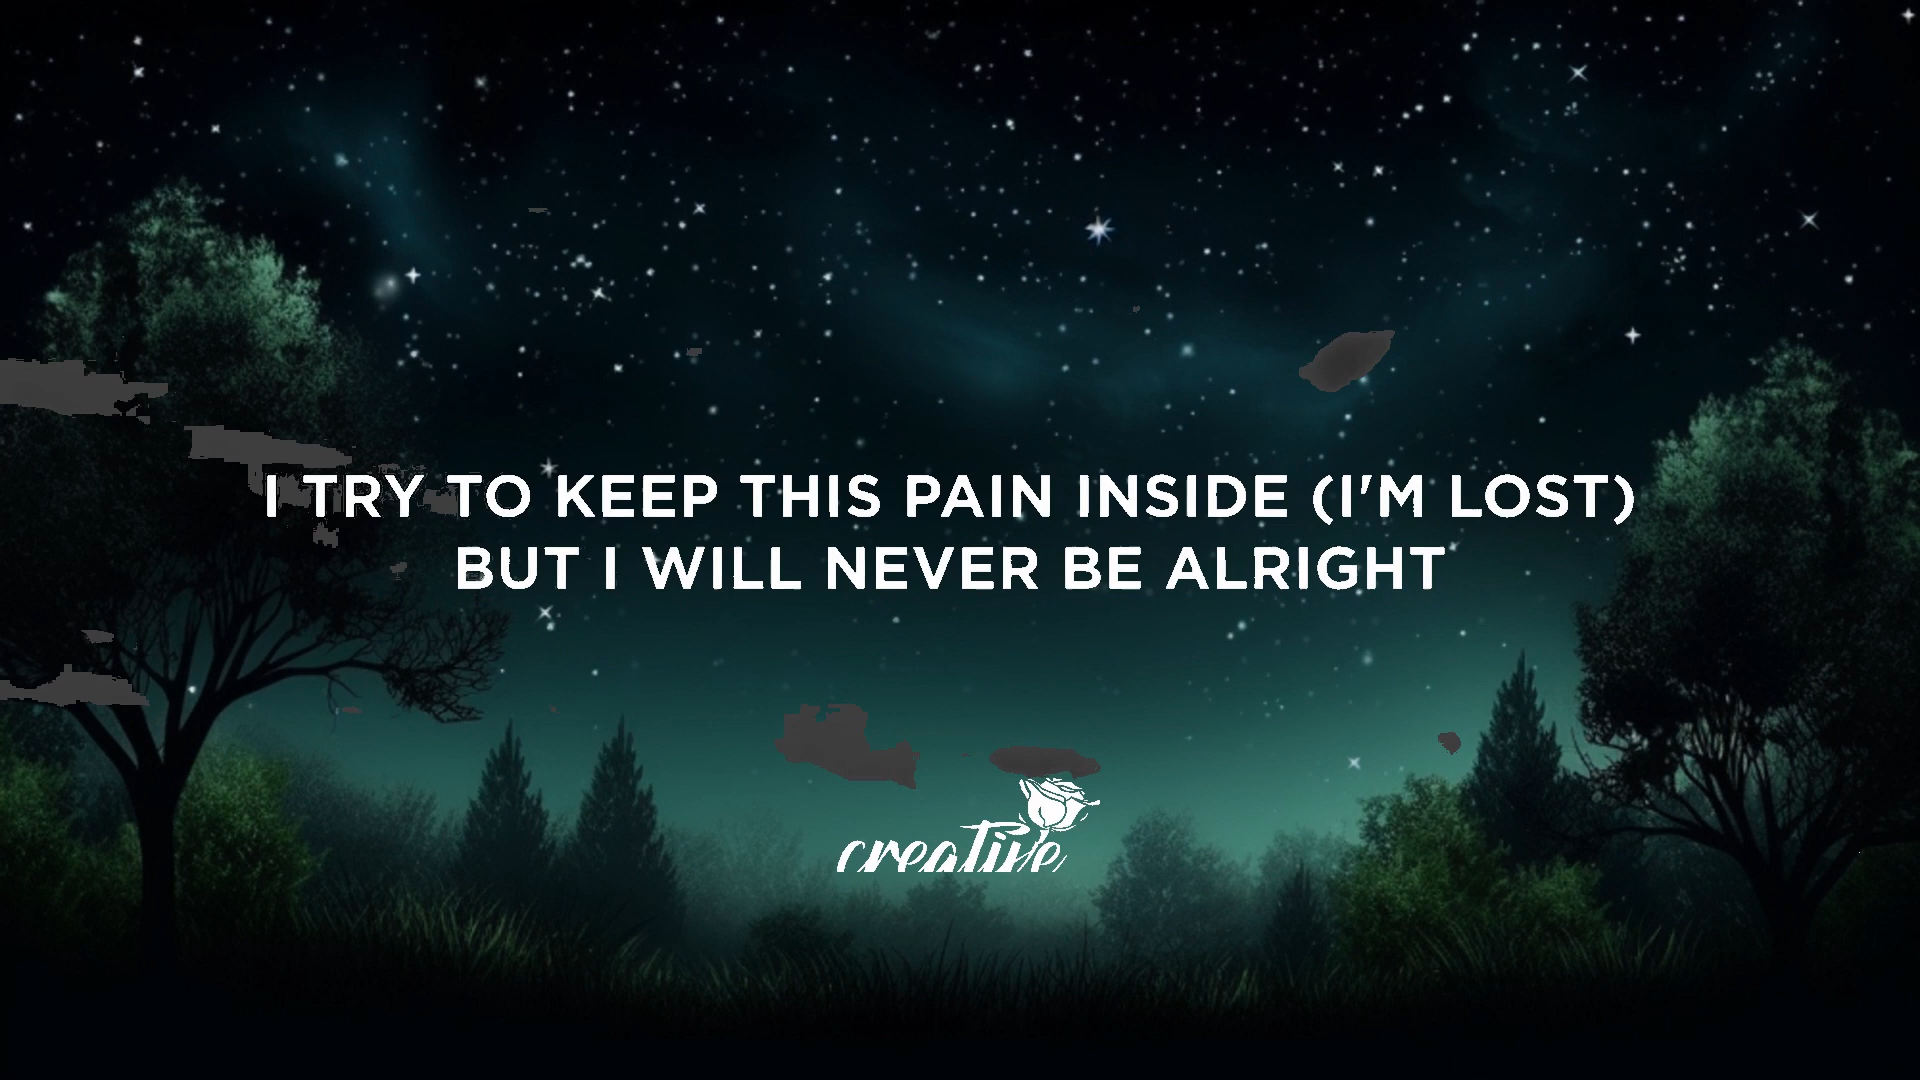 I TRY TO KEEP THIS PAIN INSIDE (I'M LOST)
BUT I WILL NEVER BE ALRIGHT
creative